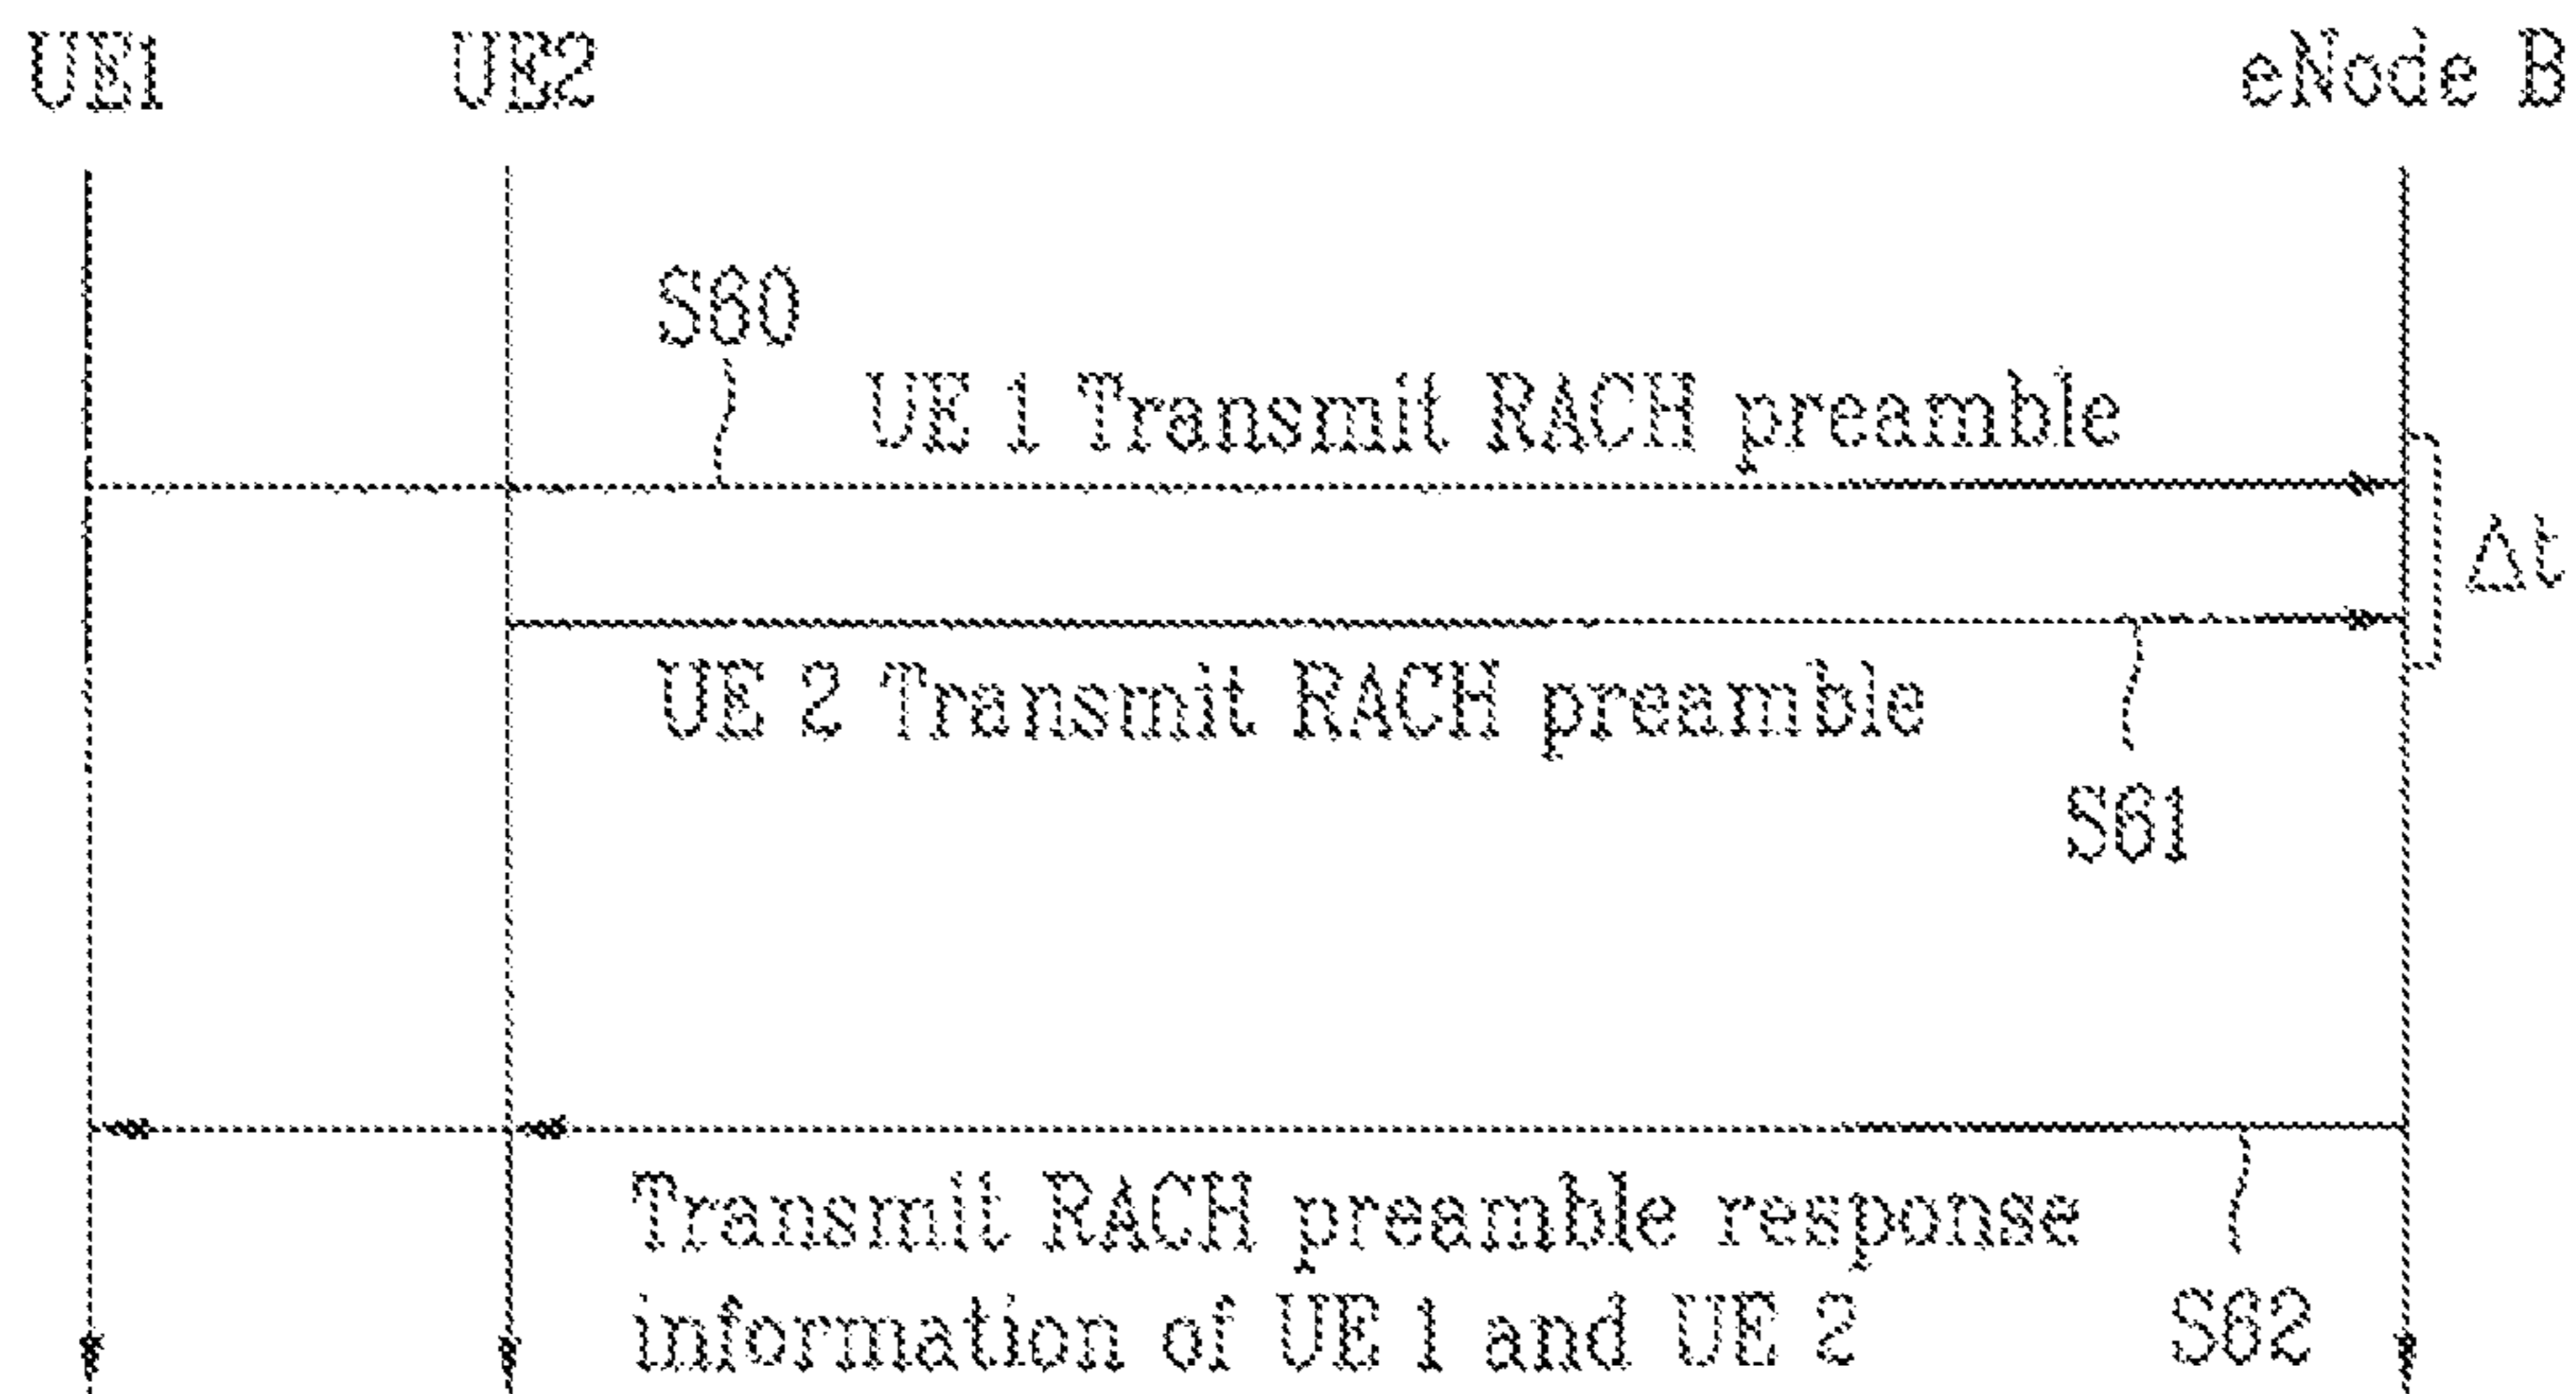 UE1
UE2
eNode B
S60
UE 1 Transmit RACH preamble
Δt
UE 2 Transmit RACH preamble
S61
Transmit RACH preamble response
information of UE 1 and UE 2
S62